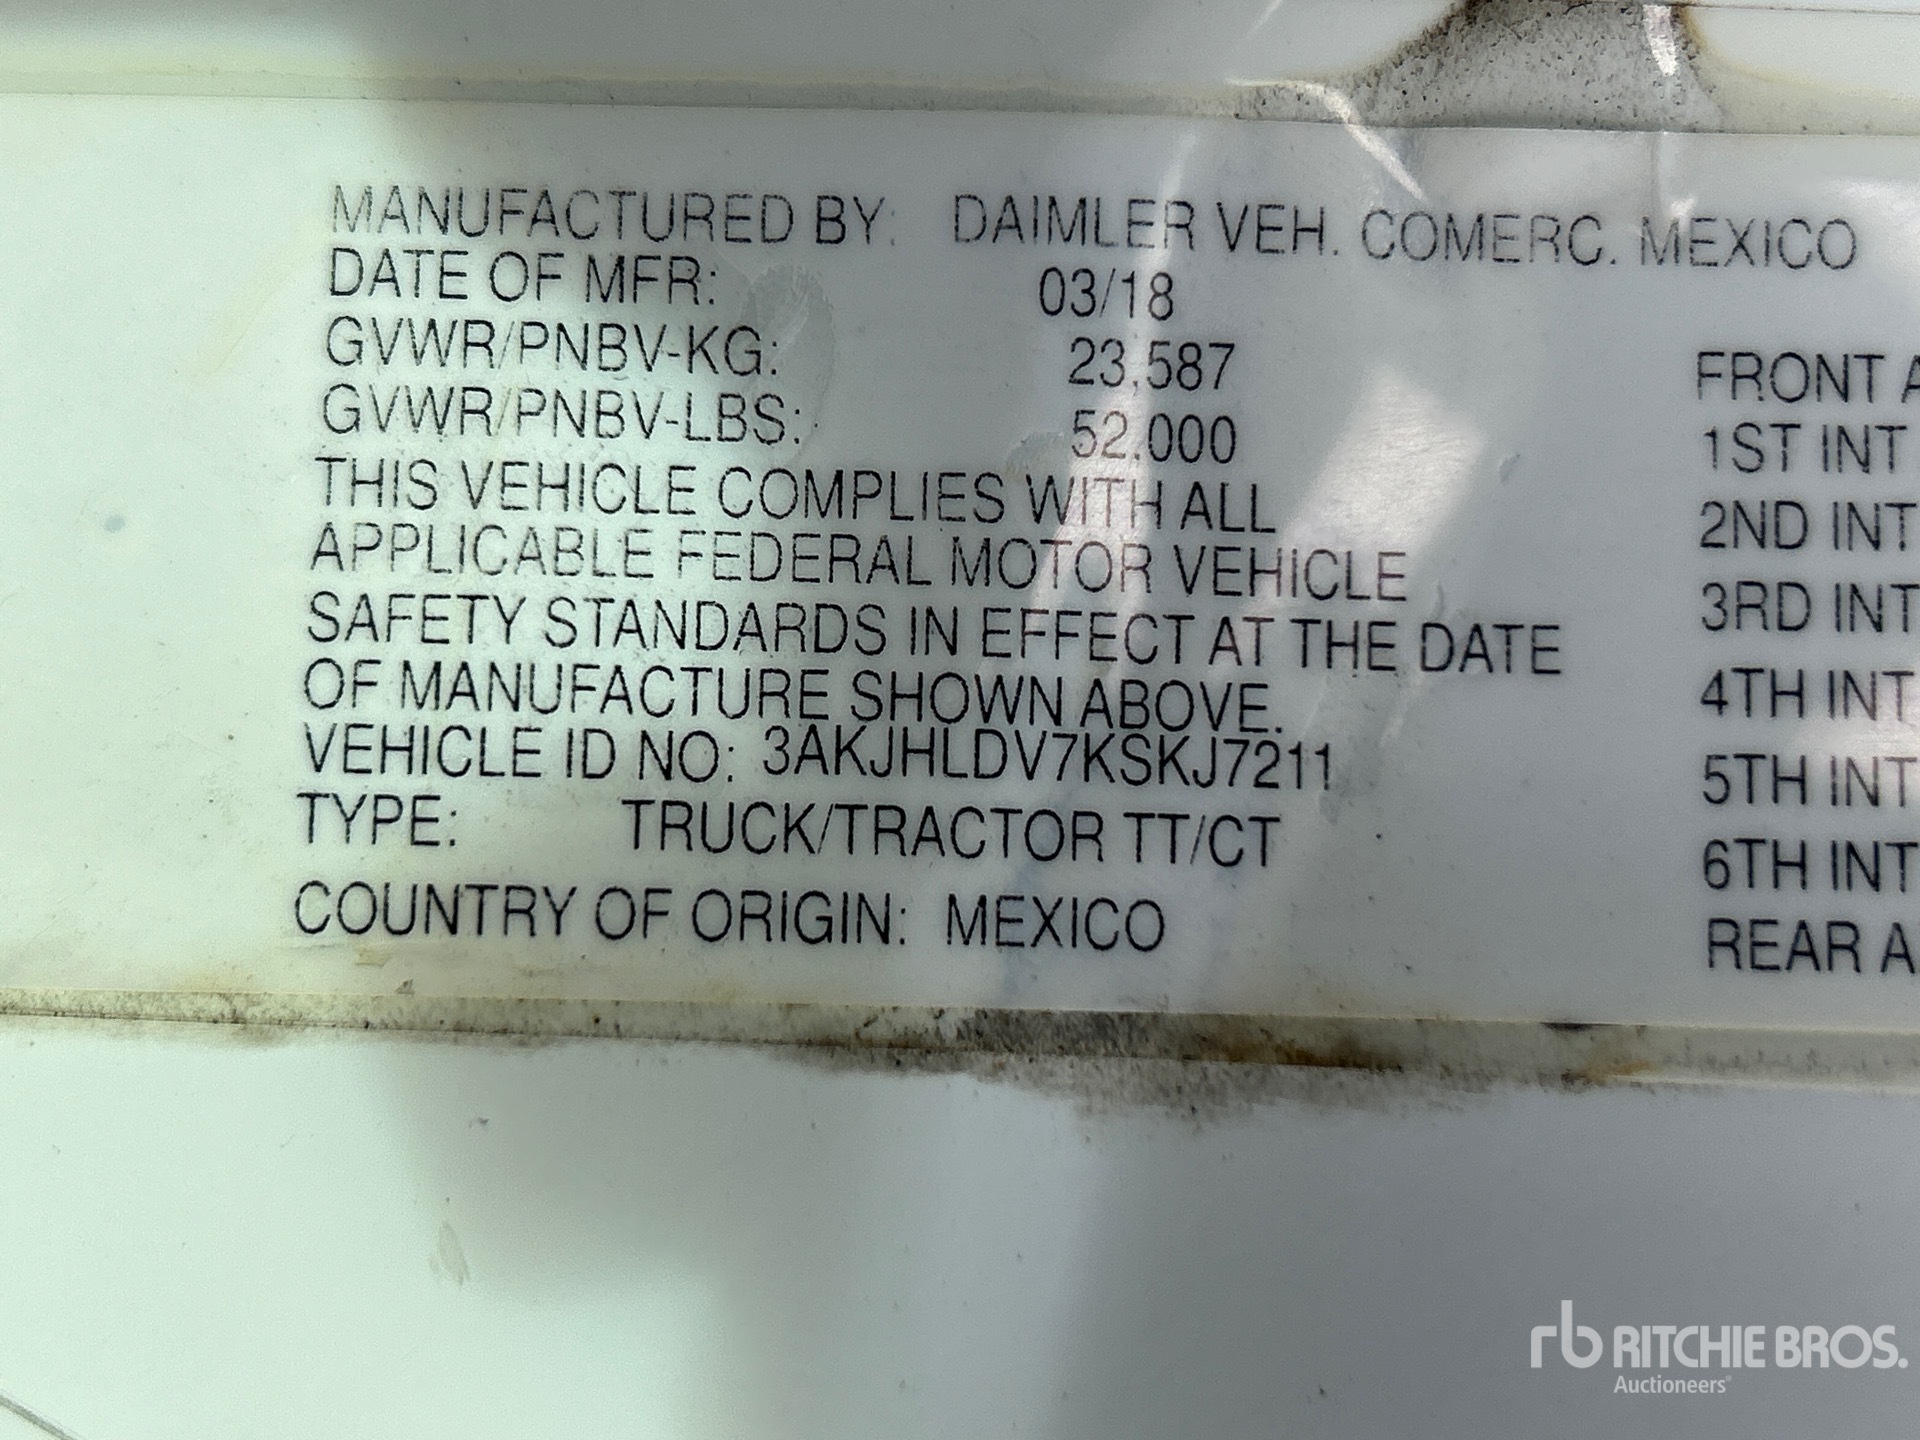 MANUFACTURED BY: DAIMLER VEH. COMERC. MEXICO
DATE OF MFR: 03/18
GVWR/PNBV-KG: 23,587
GVWR/PNBV-LBS: 52,000
THIS VEHICLE COMPLIES WITH ALL
APPLICABLE FEDERAL MOTOR VEHICLE
SAFETY STANDARDS IN EFFECT AT THE DATE
OF MANUFACTURE SHOWN ABOVE.
VEHICLE ID NO: 3AKJHLDV7KSKJ7211
TYPE: TRUCK/TRACTOR TT/CT
COUNTRY OF ORIGIN: MEXICO
FRONT A
1ST INT
2ND INT
3RD INT
4TH INT
5TH INT
6TH INT
REAR A
rb RITCHIE BROS.
Auctioneers